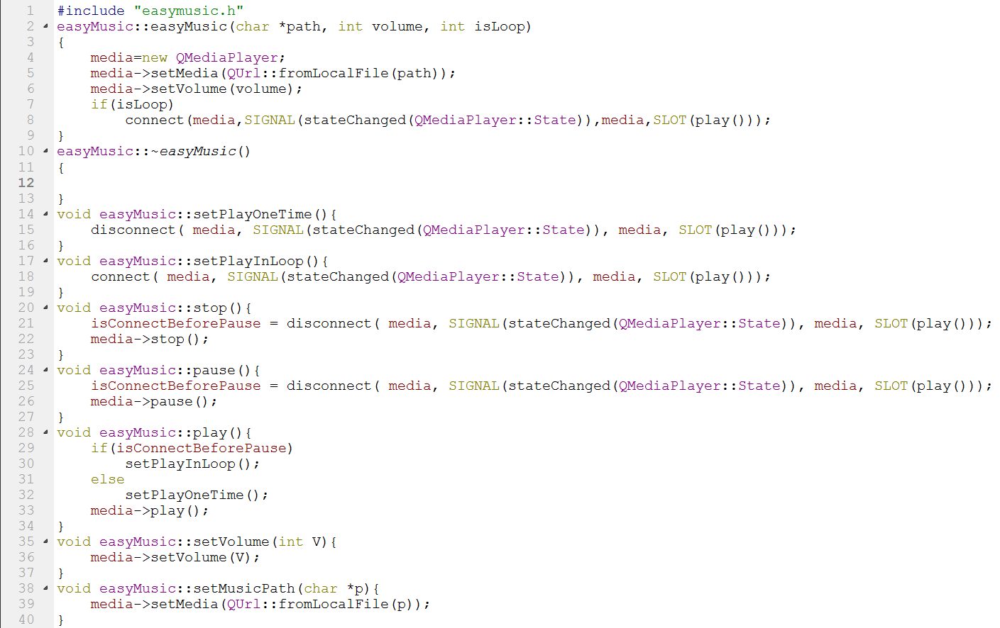 1 #include "easymusic.h"
2 easyMusic::easyMusic(char *path, int volume, int isLoop)
3 {
4     media=new QMediaPlayer;
5     media->setMedia(QUrl::fromLocalFile(path));
6     media->setVolume(volume);
7     if(isLoop)
8         connect(media,SIGNAL(stateChanged(QMediaPlayer::State)),media,SLOT(play()));
9 }
10 easyMusic::~easyMusic()
11 {
12
13 }
14 void easyMusic::setPlayOneTime(){
15     disconnect( media, SIGNAL(stateChanged(QMediaPlayer::State)), media, SLOT(play()));
16 }
17 void easyMusic::setPlayInLoop(){
18     connect( media, SIGNAL(stateChanged(QMediaPlayer::State)), media, SLOT(play()));
19 }
20 void easyMusic::stop(){
21     isConnectBeforePause = disconnect( media, SIGNAL(stateChanged(QMediaPlayer::State)), media, SLOT(play()));
22     media->stop();
23 }
24 void easyMusic::pause(){
25     isConnectBeforePause = disconnect( media, SIGNAL(stateChanged(QMediaPlayer::State)), media, SLOT(play()));
26     media->pause();
27 }
28 void easyMusic::play(){
29     if(isConnectBeforePause)
30         setPlayInLoop();
31     else
32         setPlayOneTime();
33     media->play();
34 }
35 void easyMusic::setVolume(int V){
36     media->setVolume(V);
37 }
38 void easyMusic::setMusicPath(char *p){
39     media->setMedia(QUrl::fromLocalFile(p));
40 }